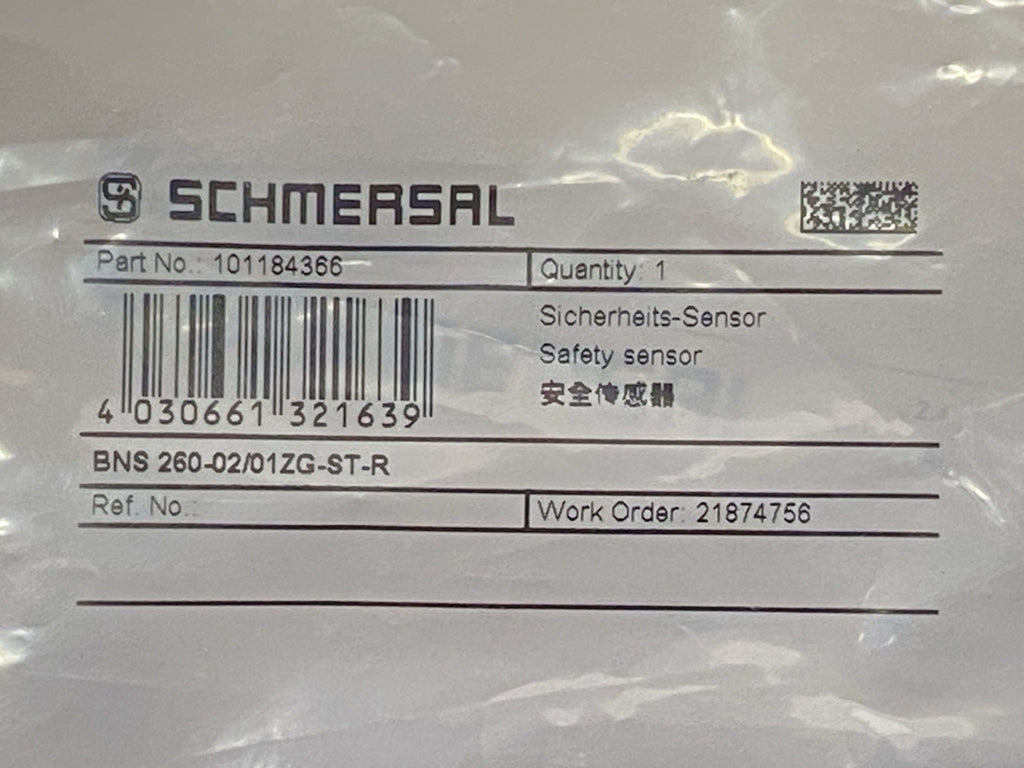 SCHMERSAL
Part No.: 101184366
Quantity: 1
4 030661 321639
Sicherheits-Sensor
Safety sensor
安全传感器
BNS 260-02/01ZG-ST-R
Ref. No.:
Work Order: 21874756